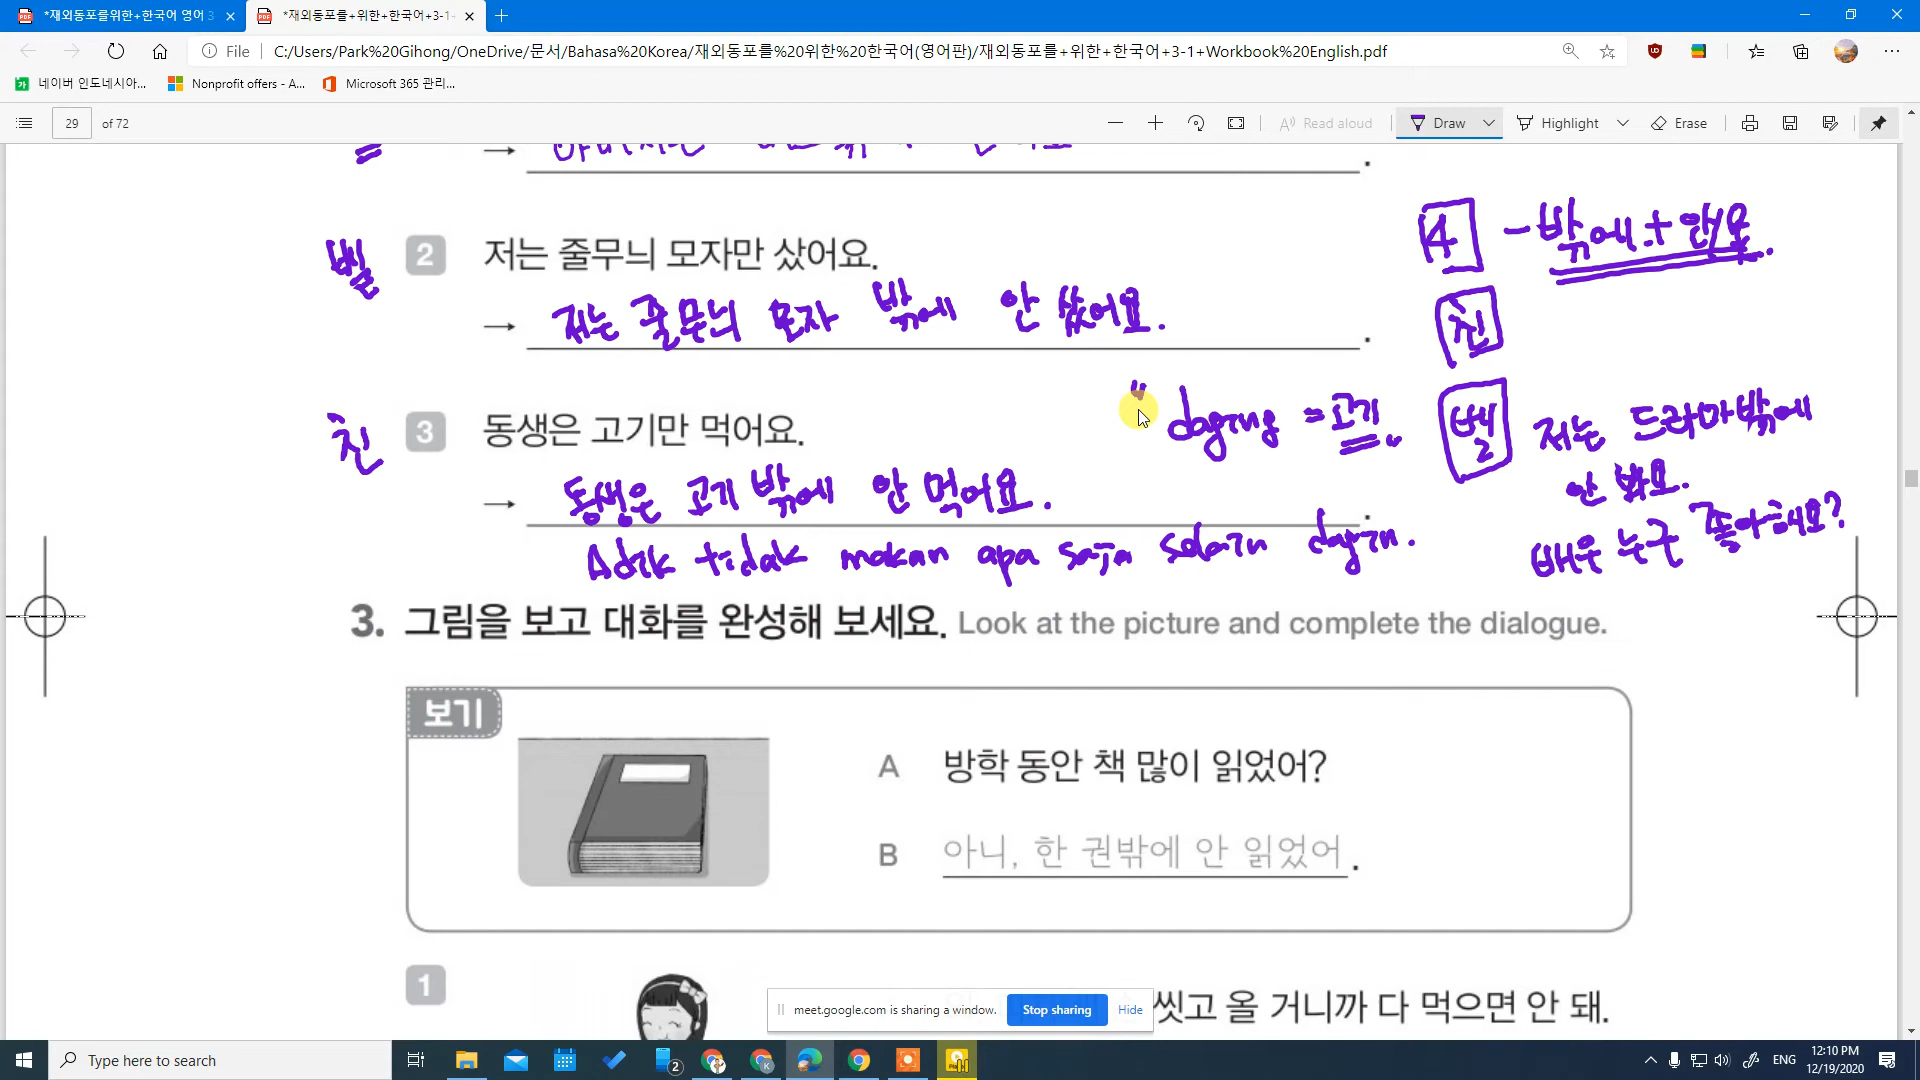 *재외동포를위한+한국어 영어 3
*재외동포를+위한+한국어+3-1+
File C:/Users/Park%20Gihong/OneDrive/문서/Bahasa%20Korea/재외동포를%20위한%20한국어(영어판)/재외동포를+위한+한국어+3-1+Workbook%20English.pdf
네이버 인도네시아어... Nonprofit offers - A... Microsoft 365 관리...
29 of 72 Read aloud Draw Highlight Erase
4 -밖에+안/못.
벨 2 저는 줄무늬 모자만 샀어요.
→ 저는 줄무늬 모자 밖에 안 샀어요.
친
친 3 동생은 고기만 먹어요.
"daging = 고기"
벨 저는 드라마밖에
안 봐요.
배우 누구 좋아해요?
→ 동생은 고기 밖에 안 먹어요.
Adik tidak makan apa saja selain dagin.
3. 그림을 보고 대화를 완성해 보세요. Look at the picture and complete the dialogue.
보기
A 방학 동안 책 많이 읽었어?
B 아니, 한 권밖에 안 읽었어.
1 씻고 올 거니까 다 먹으면 안 돼.
meet.google.com is sharing a window. Stop sharing Hide
Type here to search
2
ENG
12:10 PM
12/19/2020